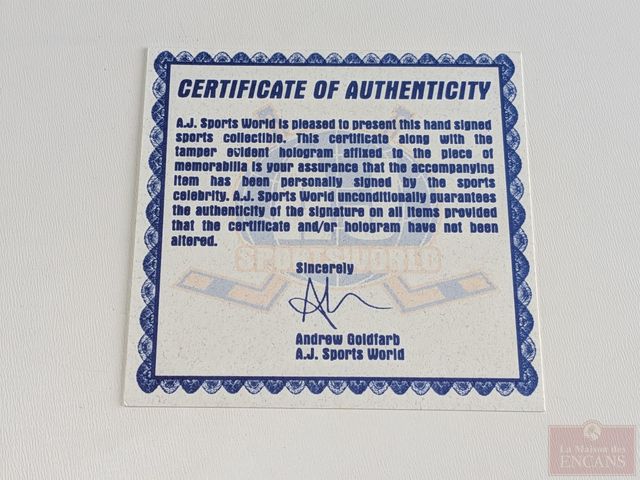 CERTIFICATE OF AUTHENTICITY
A.J. Sports World is pleased to present this hand signed
sports collectible. This certificate along with the
tamper evident hologram affixed to the piece of
memorabilia is your assurance that the accompanying
item has been personally signed by the sports
celebrity. A.J. Sports World unconditionally guarantees
the authenticity of the signature on all items provided
that the certificate and/or hologram have not been
altered.
SPORTSWORLD
Sincerely
Andrew Goldfarb
A.J. Sports World
La Maison des
ENCANS